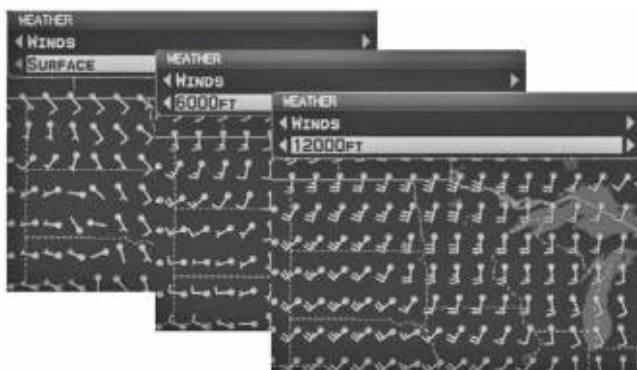 WEATHER
WINDS
SURFACE
WEATHER
WINDS
6000FT
WEATHER
WINDS
12000FT